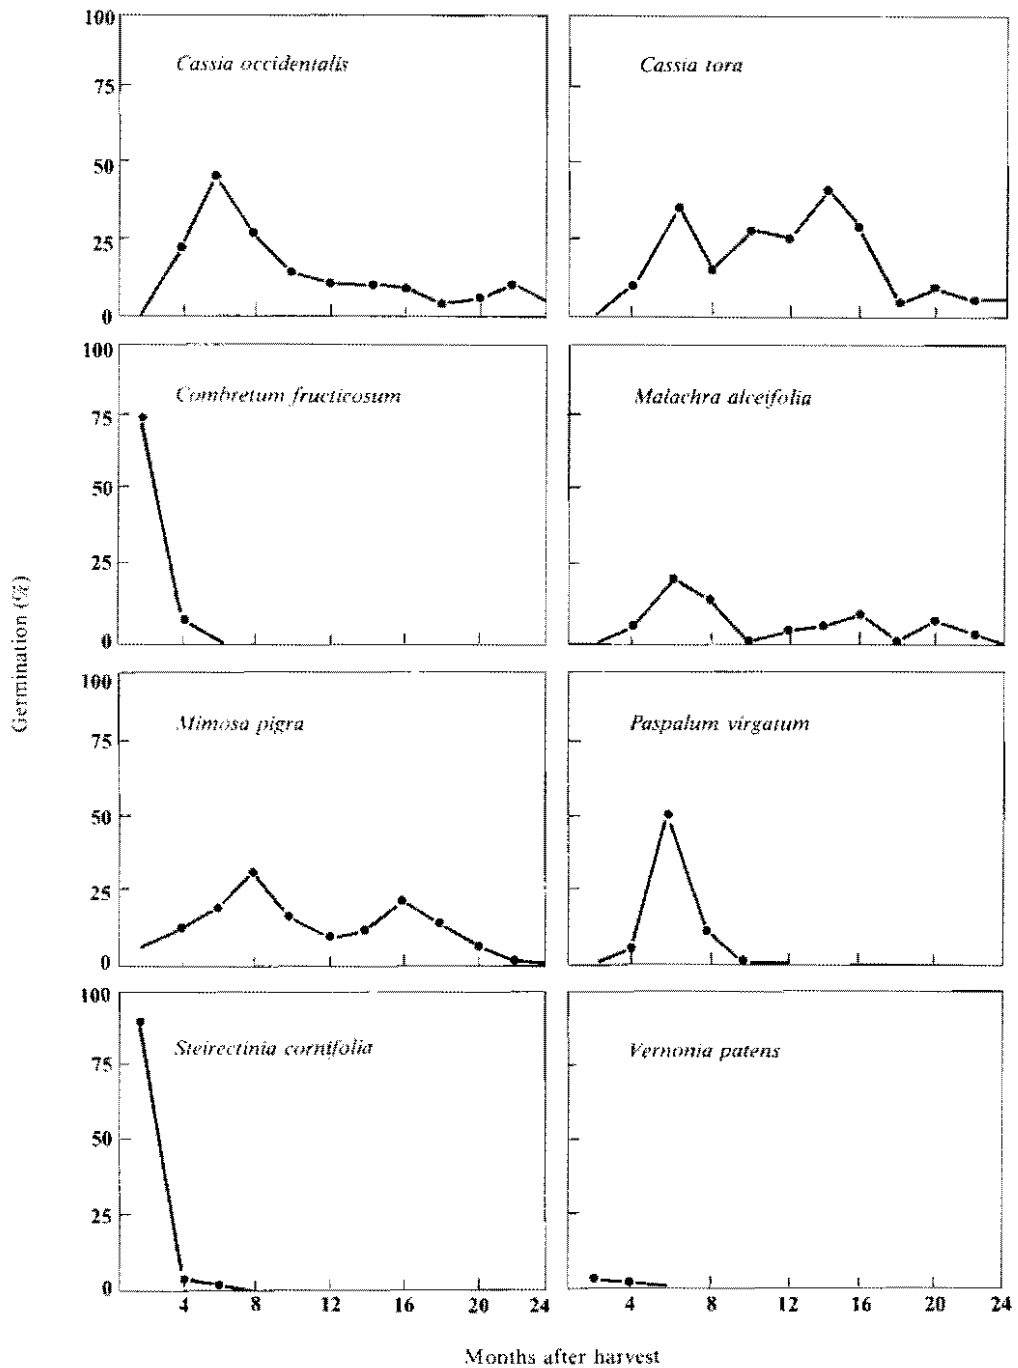 100
75
50
25
0
Cassia occidentalis
Cassia tora
100
75
50
25
0
Combretum fructicosum
Malachra alceifolia
Germination (%)
100
75
50
25
0
Mimosa pigra
Paspalum virgatum
100
75
50
25
0
Steirectinia cornifolia
Vernonia patens
4 8 12 16 20 24
4 8 12 16 20 24
Months after harvest